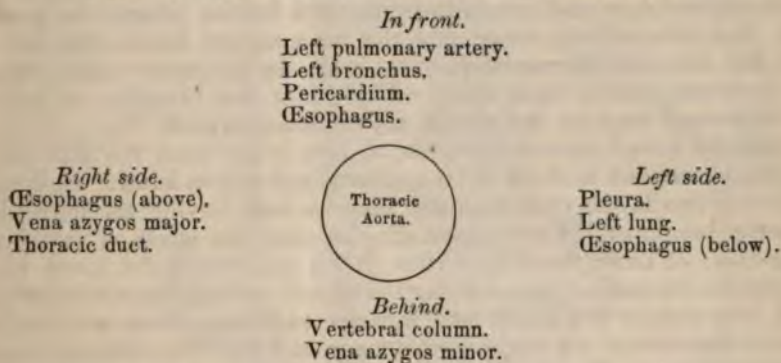 In front.
Left pulmonary artery.
Left bronchus.
Pericardium.
Œsophagus.
Right side.
Œsophagus (above).
Vena azygos major.
Thoracic duct.
Thoracic
Aorta.
Left side.
Pleura.
Left lung.
Œsophagus (below).
Behind.
Vertebral column.
Vena azygos minor.